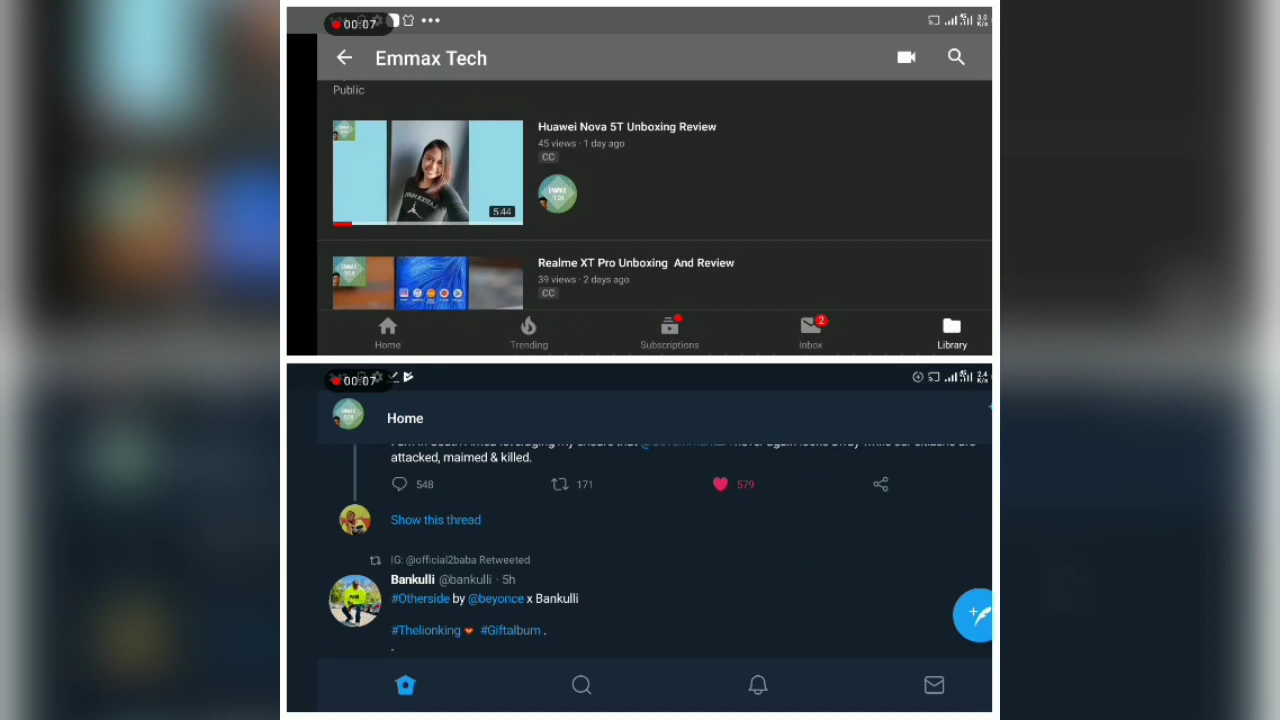 00:07
Emmax Tech
Public
Huawei Nova 5T Unboxing Review
45 views · 1 day ago
CC
5:44
Realme XT Pro Unboxing And Review
39 views · 2 days ago
CC
Home
Trending
Subscriptions
2
Inbox
Library
00:07
Home
attacked, maimed & killed.
548
171
579
Show this thread
IG: @official2baba Retweeted
Bankulli @bankulli · 5h
#Otherside by @beyonce x Bankulli
#Thelionking #Giftalbum .
.